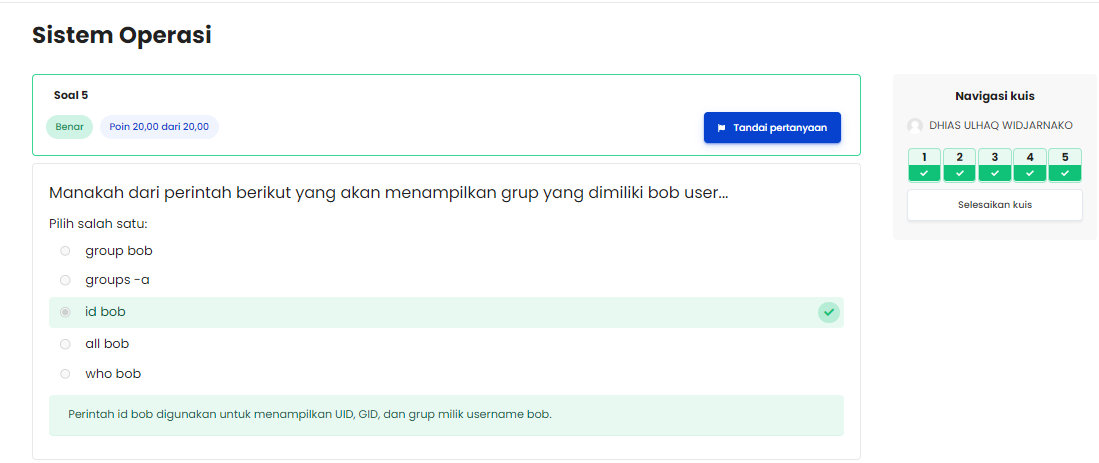 Sistem Operasi
Soal 5
Benar
Poin 20,00 dari 20,00
Tandai pertanyaan
Manakah dari perintah berikut yang akan menampilkan grup yang dimiliki bob user...
Pilih salah satu:
group bob
groups -a
id bob
all bob
who bob
Perintah id bob digunakan untuk menampilkan UID, GID, dan grup milik username bob.
Navigasi kuis
DHIAS ULHAQ WIDJARNAKO
1 2 3 4 5
Selesaikan kuis